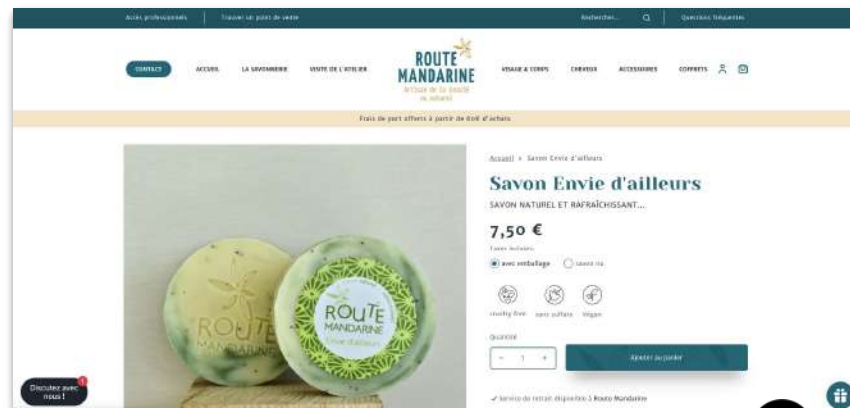 Accès professionnels
Trouver un point de vente
Rechercher...
Questions fréquentes
CONTACT
ACCUEIL
LA SAVONNERIE
VISITE DE L'ATELIER
ROUTE
MANDARINE
Artisan de la beauté
au naturel
VISAGE & CORPS
CHEVEUX
ACCESSOIRES
COFFRETS
Frais de port offerts à partir de 60€ d'achats
Accueil > Savon Envie d'ailleurs
Savon Envie d'ailleurs
SAVON NATUREL ET RAFRAÎCHISSANT...
7,50 €
Taxes incluses.
avec emballage
savon nu
cruelty free
sans sulfate
Vegan
Quantité
- 1 +
Ajouter au panier
Service de retrait disponible à Route Mandarine
ROUTE
MANDARINE
ROUTE
MANDARINE
Envie d'ailleurs
Discutez avec
nous !
1